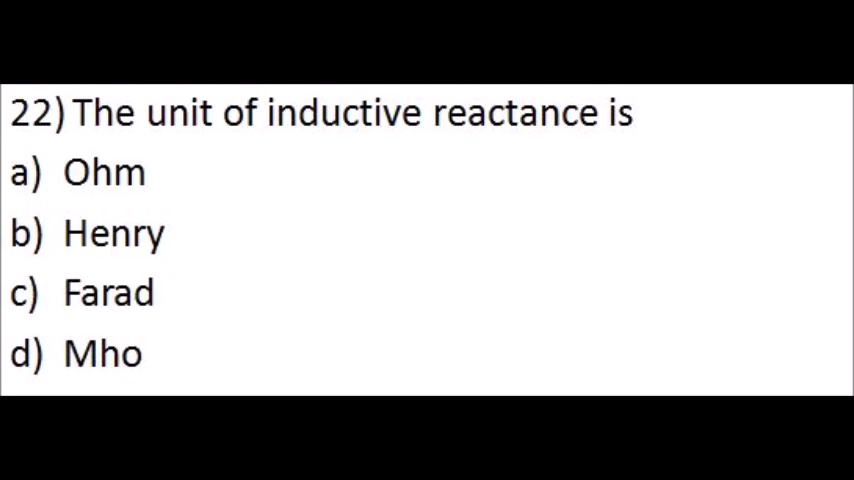 22) The unit of inductive reactance is
a) Ohm
b) Henry
c) Farad
d) Mho